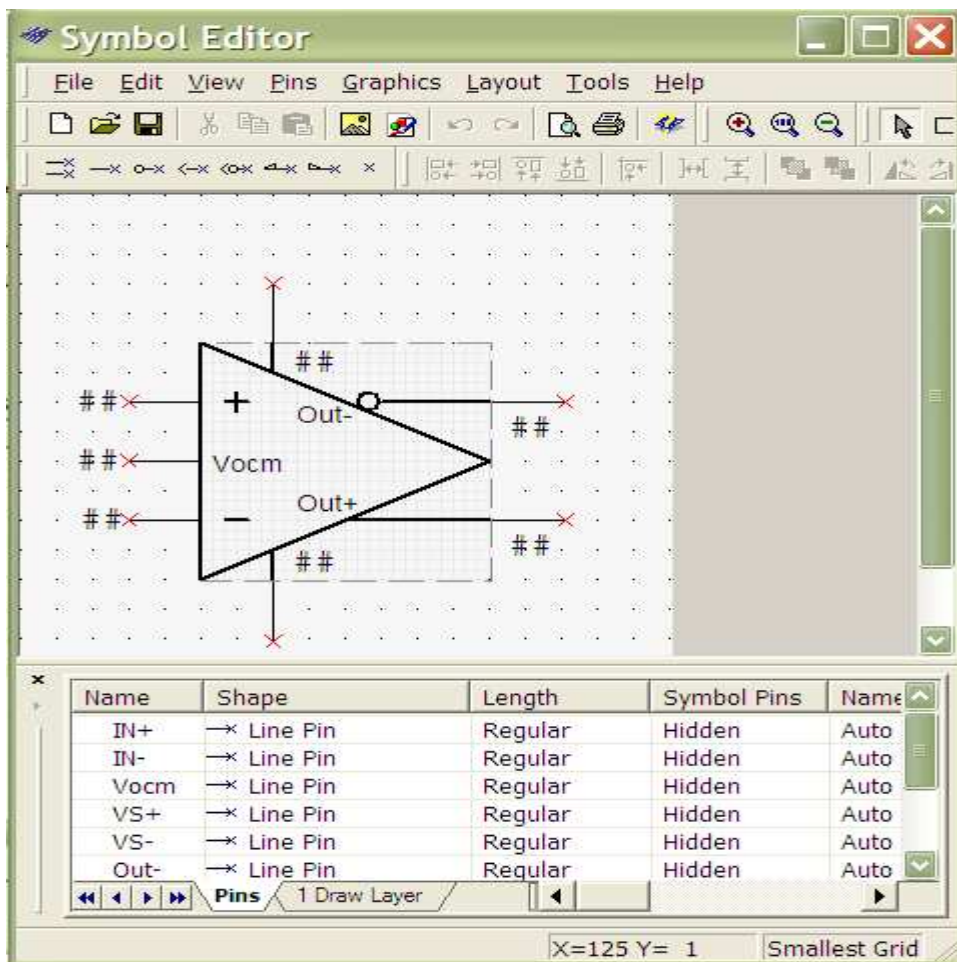 Symbol Editor
File Edit View Pins Graphics Layout Tools Help
##
## + Out- ##
## Vocm
## − Out+ ##
##
Name Shape Length Symbol Pins Name
IN+ Line Pin Regular Hidden Auto
IN- Line Pin Regular Hidden Auto
Vocm Line Pin Regular Hidden Auto
VS+ Line Pin Regular Hidden Auto
VS- Line Pin Regular Hidden Auto
Out- Line Pin Regular Hidden Auto
Pins 1 Draw Layer
X=125 Y= 1 Smallest Grid